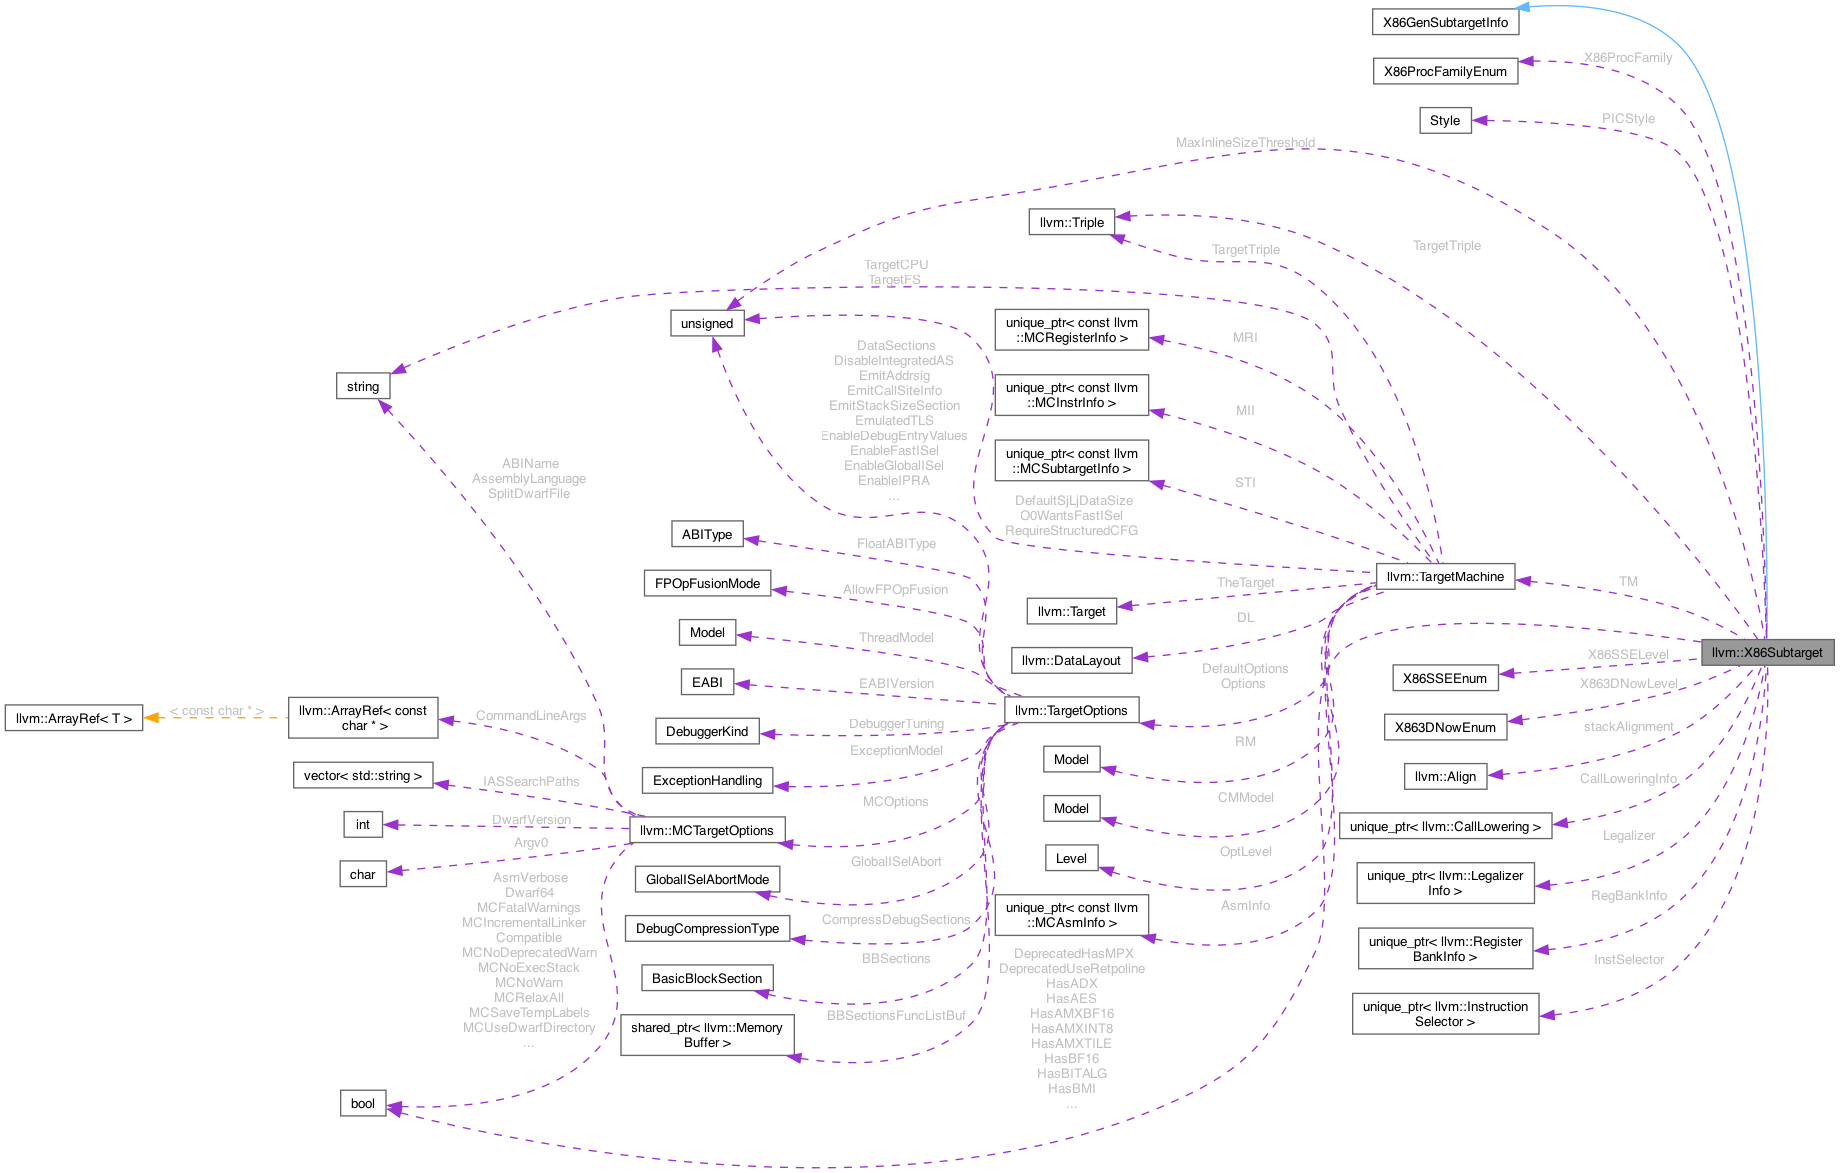 X86GenSubtargetInfo
X86ProcFamily
X86ProcFamilyEnum
Style
PICStyle
MaxInlineSizeThreshold
llvm::Triple
TargetTriple
TargetTriple
TargetCPU
TargetFS
unsigned
unique_ptr< const llvm
::MCRegisterInfo >
MRI
string
DataSections
DisableIntegratedAS
EmitAddrsig
EmitCallSiteInfo
EmitStackSizeSection
EmulatedTLS
EnableDebugEntryValues
EnableFastISel
EnableGlobalISel
EnableIPRA
...
unique_ptr< const llvm
::MCInstrInfo >
MII
unique_ptr< const llvm
::MCSubtargetInfo >
STI
ABIName
AssemblyLanguage
SplitDwarfFile
DefaultSjLjDataSize
O0WantsFastISel
RequireStructuredCFG
ABIType
FloatABIType
FPOpFusionMode
AllowFPOpFusion
llvm::TargetMachine
TM
TheTarget
llvm::Target
DL
Model
ThreadModel
llvm::DataLayout
llvm::X86Subtarget
X86SSELevel
X86SSEEnum
EABI
EABIVersion
DefaultOptions
Options
X863DNowLevel
X863DNowEnum
llvm::ArrayRef< T >
< const char * >
llvm::ArrayRef< const
char * >
CommandLineArgs
llvm::TargetOptions
DebuggerKind
DebuggerTuning
stackAlignment
llvm::Align
RM
Model
ExceptionHandling
ExceptionModel
vector< std::string >
IASSearchPaths
CallLoweringInfo
unique_ptr< llvm::CallLowering >
CMModel
Model
MCOptions
int
DwarfVersion
llvm::MCTargetOptions
Legalizer
OptLevel
Level
char
Argv0
GlobalISelAbort
GlobalISelAbortMode
unique_ptr< llvm::Legalizer
Info >
RegBankInfo
AsmInfo
unique_ptr< const llvm
::MCAsmInfo >
DebugCompressionType
CompressDebugSections
AsmVerbose
Dwarf64
MCFatalWarnings
MCIncrementalLinker
Compatible
MCNoDeprecatedWarn
MCNoExecStack
MCNoWarn
MCRelaxAll
MCSaveTempLabels
MCUseDwarfDirectory
...
unique_ptr< llvm::Register
BankInfo >
InstSelector
BasicBlockSection
BBSections
DeprecatedHasMPX
DeprecatedUseRetpoline
HasADX
HasAES
HasAMXBF16
HasAMXINT8
HasAMXTILE
HasBF16
HasBITALG
HasBMI
...
unique_ptr< llvm::Instruction
Selector >
shared_ptr< llvm::Memory
Buffer >
BBSectionsFuncListBuf
bool